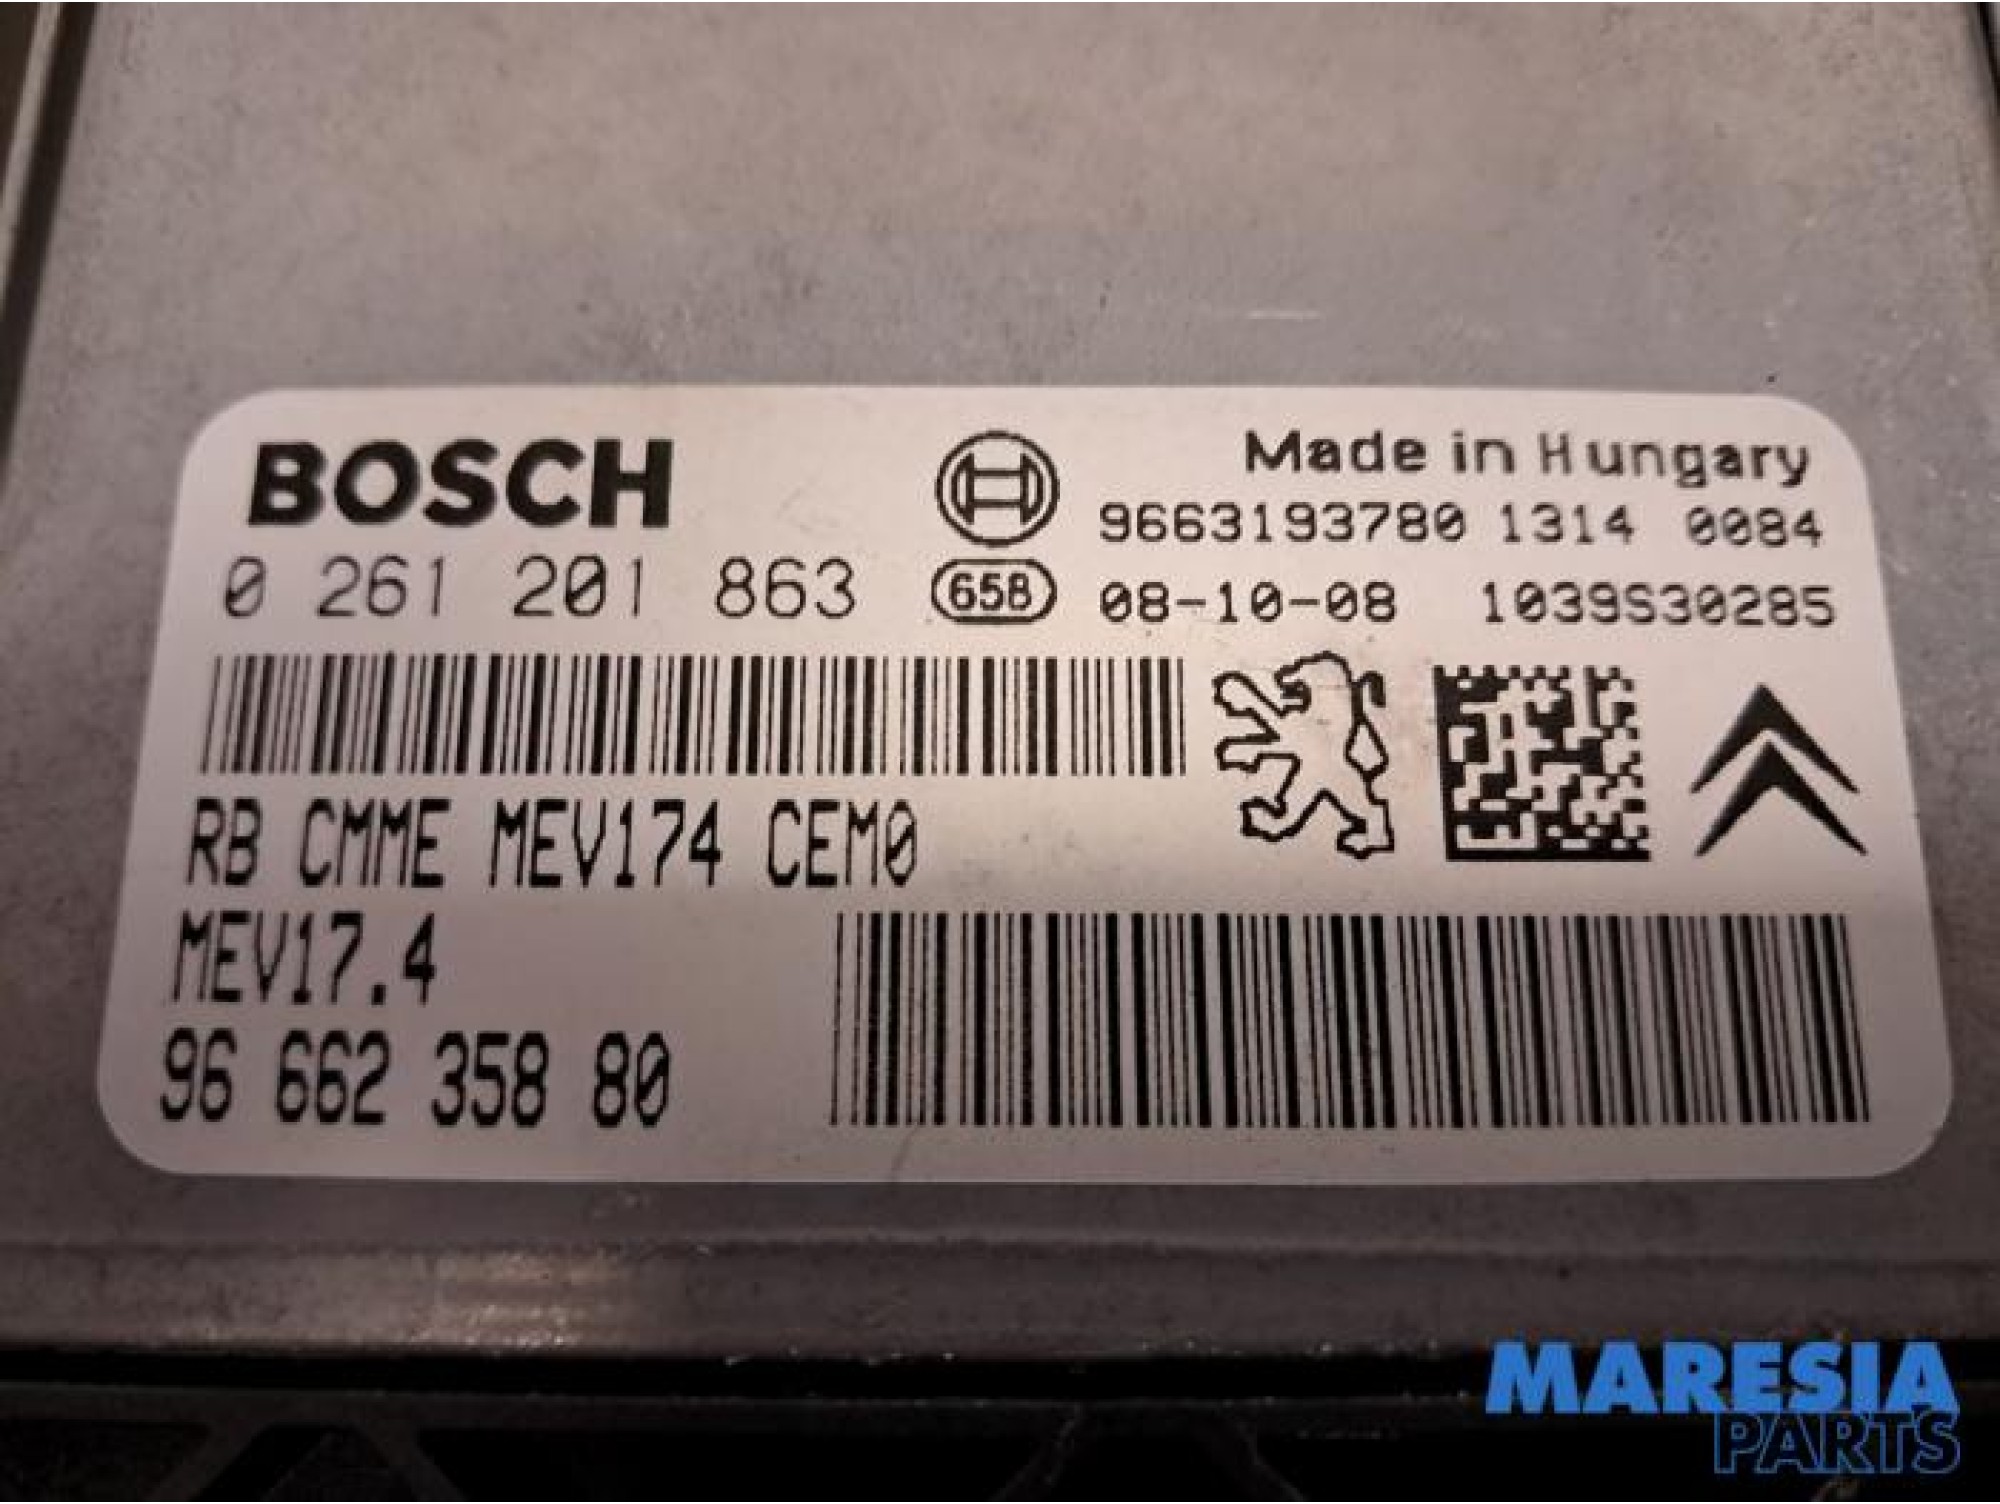 BOSCH
Made in Hungary
9663193780 1314 0084
0 261 201 863
658
08-10-08 1039S30285
RB CMME MEV174 CEM0
MEV17.4
96 662 358 80
MARESIA
PARTS